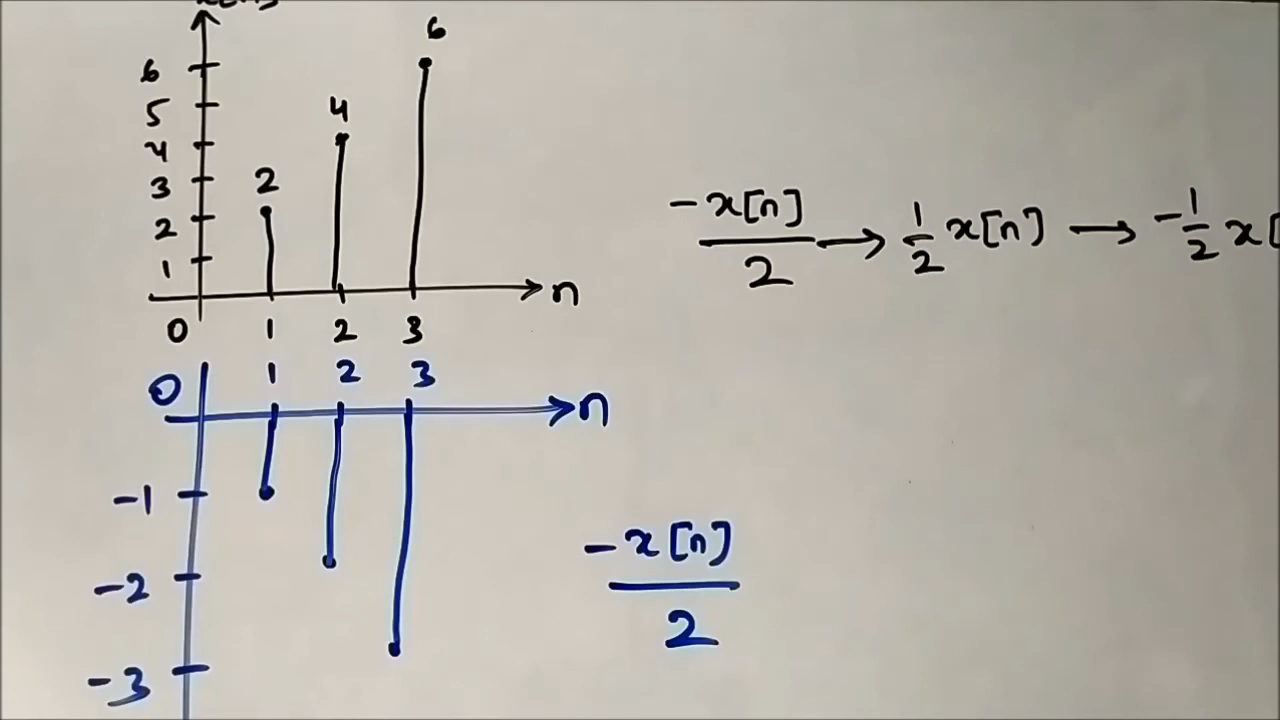 6
6
5
4
4
3
2
2
1
n
0 1 2 3
-x[n]/2 → 1/2 x[n] → -1/2 x[
0 1 2 3
n
-1
-2
-3
-x[n]/2